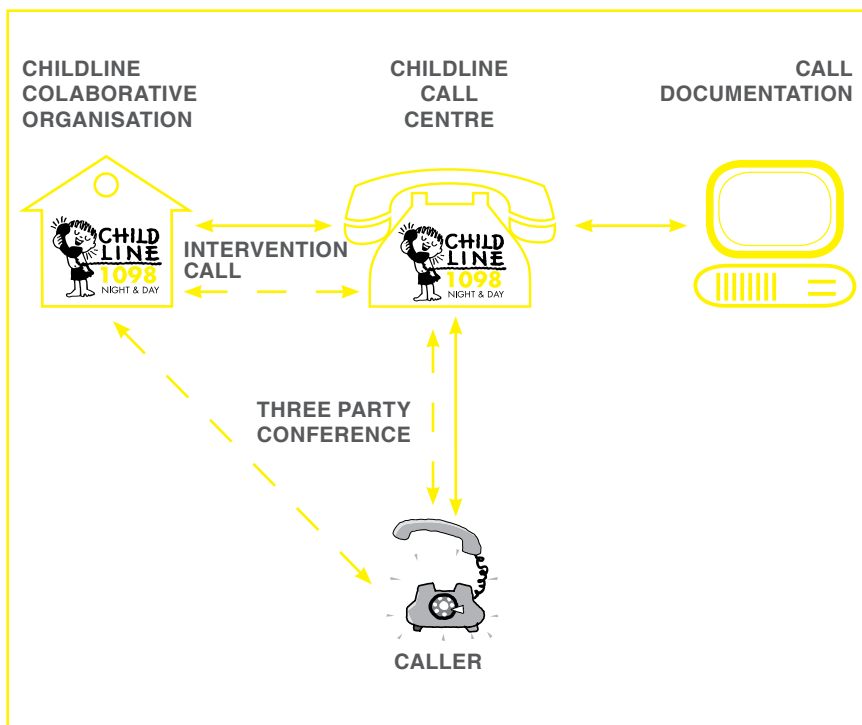 CHILDLINE
COLABORATIVE
ORGANISATION
CHILDLINE
CALL
CENTRE
CALL
DOCUMENTATION
CHILD
LINE
1098
NIGHT & DAY
INTERVENTION
CALL
CHILD
LINE
1098
NIGHT & DAY
THREE PARTY
CONFERENCE
CALLER